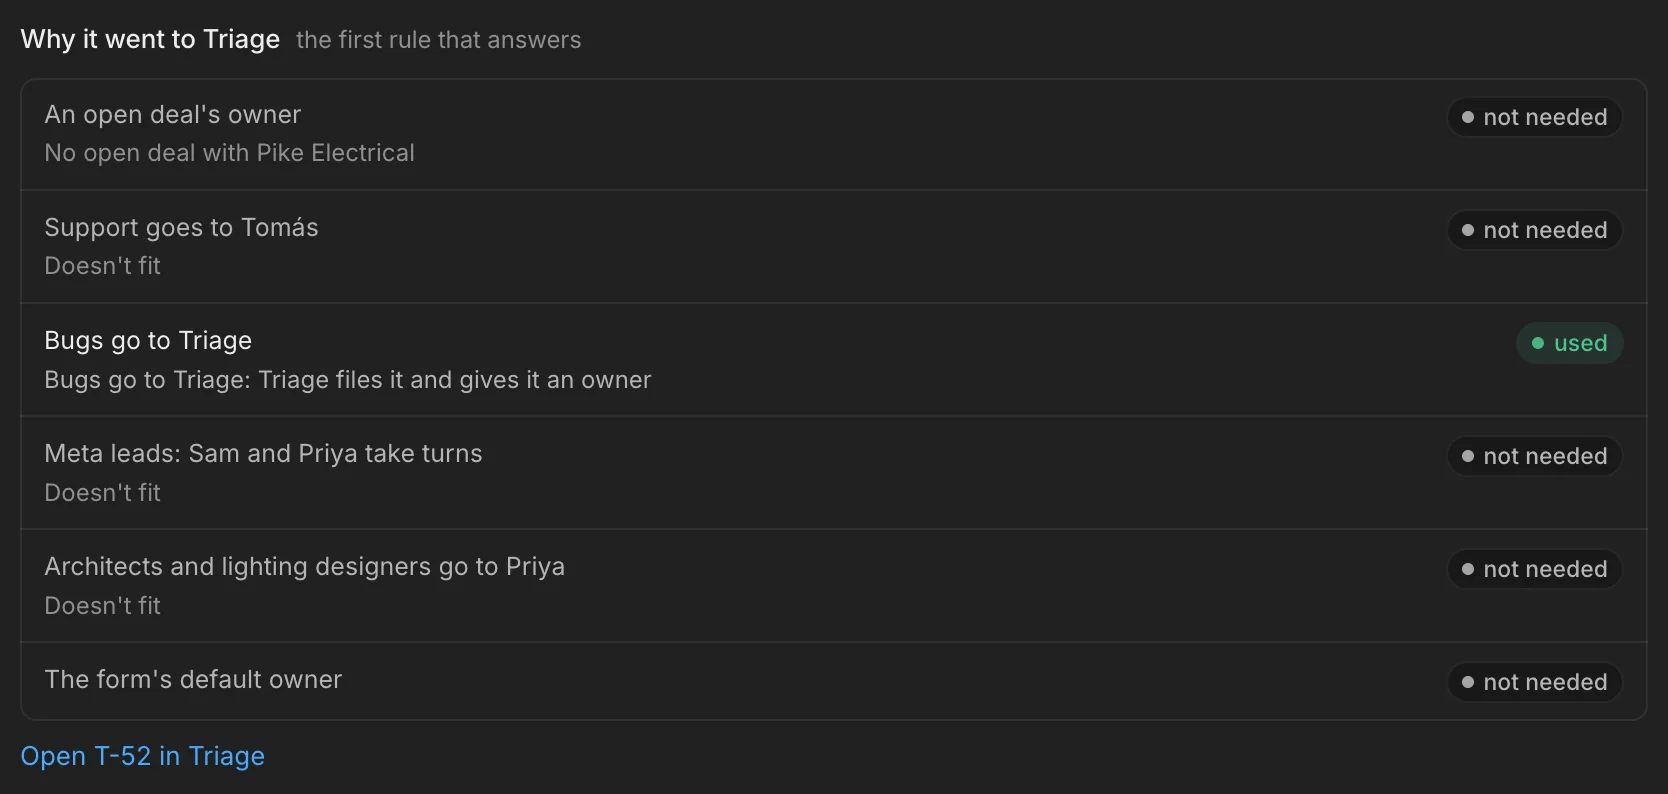 Why it went to Triage the first rule that answers
An open deal's owner
not needed
No open deal with Pike Electrical
Support goes to Tomás
not needed
Doesn't fit
Bugs go to Triage
used
Bugs go to Triage: Triage files it and gives it an owner
Meta leads: Sam and Priya take turns
not needed
Doesn't fit
Architects and lighting designers go to Priya
not needed
Doesn't fit
The form's default owner
not needed
Open T-52 in Triage